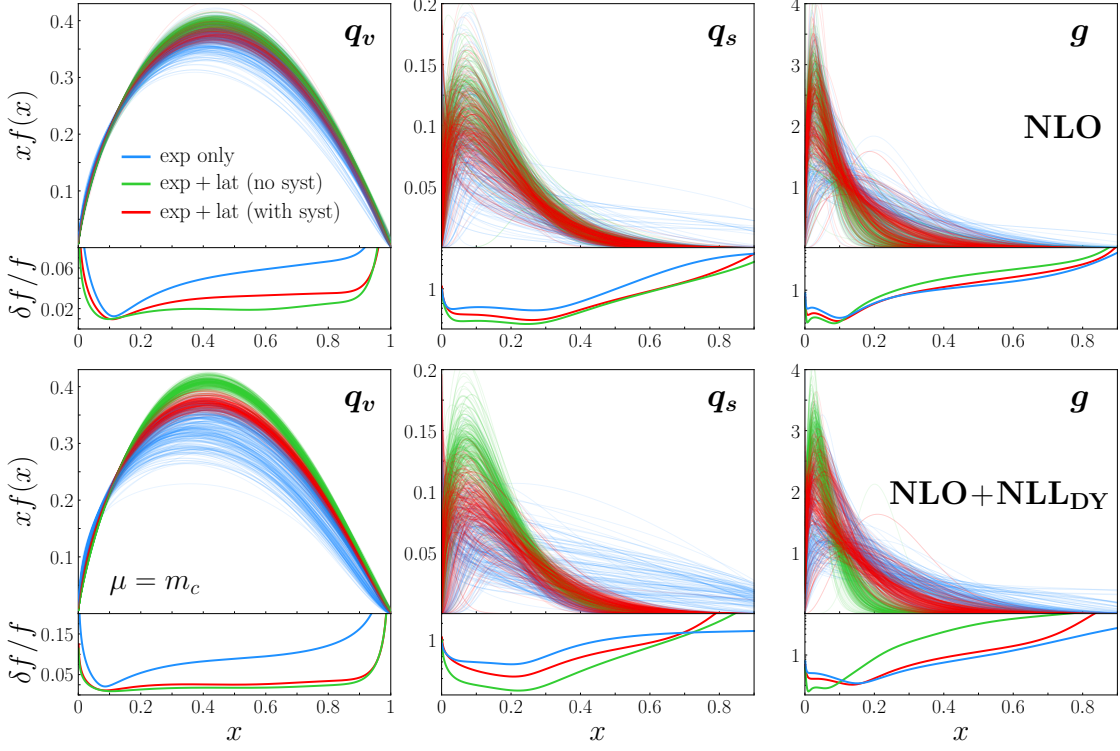 0.4
0.3
0.2
0.1
xf(x)
q_v
exp only
exp + lat (no syst)
exp + lat (with syst)
0.2
0.15
0.1
0.05
q_s
4
3
2
1
g
NLO
0.06
0.02
δf/f
0 0.2 0.4 0.6 0.8 1
1
0 0.2 0.4 0.6 0.8
1
0 0.2 0.4 0.6 0.8
0.4
0.3
0.2
0.1
xf(x)
q_v
μ = m_c
0.2
0.15
0.1
0.05
q_s
4
3
2
1
g
NLO+NLL_DY
0.15
0.05
δf/f
0 0.2 0.4 0.6 0.8 1
x
1
0 0.2 0.4 0.6 0.8
x
1
0 0.2 0.4 0.6 0.8
x